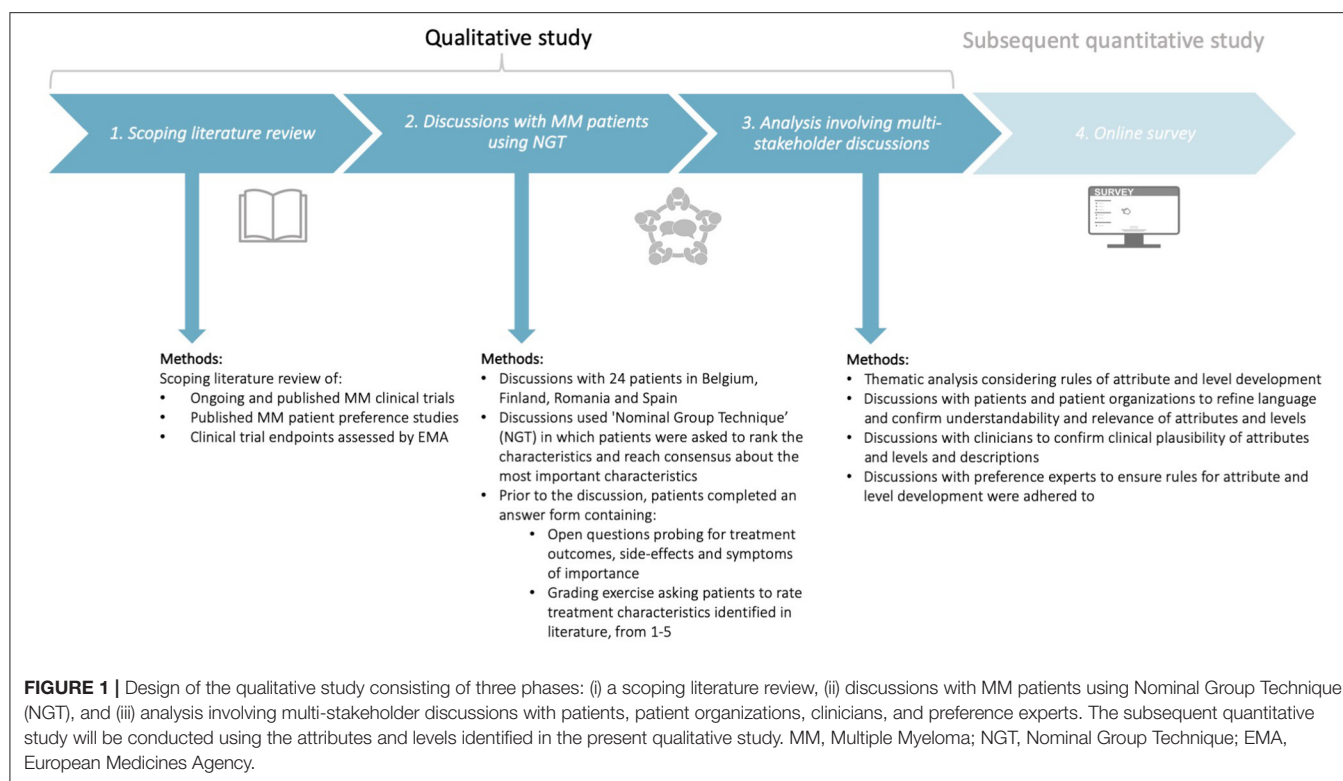 Qualitative study
Subsequent quantitative study
1. Scoping literature review
2. Discussions with MM patients
using NGT
3. Analysis involving multi-
stakeholder discussions
4. Online survey
SURVEY
Methods:
Scoping literature review of:
• Ongoing and published MM clinical trials
• Published MM patient preference studies
• Clinical trial endpoints assessed by EMA
Methods:
• Discussions with 24 patients in Belgium,
Finland, Romania and Spain
• Discussions used 'Nominal Group Technique’
(NGT) in which patients were asked to rank the
characteristics and reach consensus about the
most important characteristics
• Prior to the discussion, patients completed an
answer form containing:
• Open questions probing for treatment
outcomes, side-effects and symptoms
of importance
• Grading exercise asking patients to rate
treatment characteristics identified in
literature, from 1-5
Methods:
• Thematic analysis considering rules of attribute and level development
• Discussions with patients and patient organizations to refine language
and confirm understandability and relevance of attributes and levels
• Discussions with clinicians to confirm clinical plausibility of attributes
and levels and descriptions
• Discussions with preference experts to ensure rules for attribute and
level development were adhered to
FIGURE 1 | Design of the qualitative study consisting of three phases: (i) a scoping literature review, (ii) discussions with MM patients using Nominal Group Technique
(NGT), and (iii) analysis involving multi-stakeholder discussions with patients, patient organizations, clinicians, and preference experts. The subsequent quantitative
study will be conducted using the attributes and levels identified in the present qualitative study. MM, Multiple Myeloma; NGT, Nominal Group Technique; EMA,
European Medicines Agency.